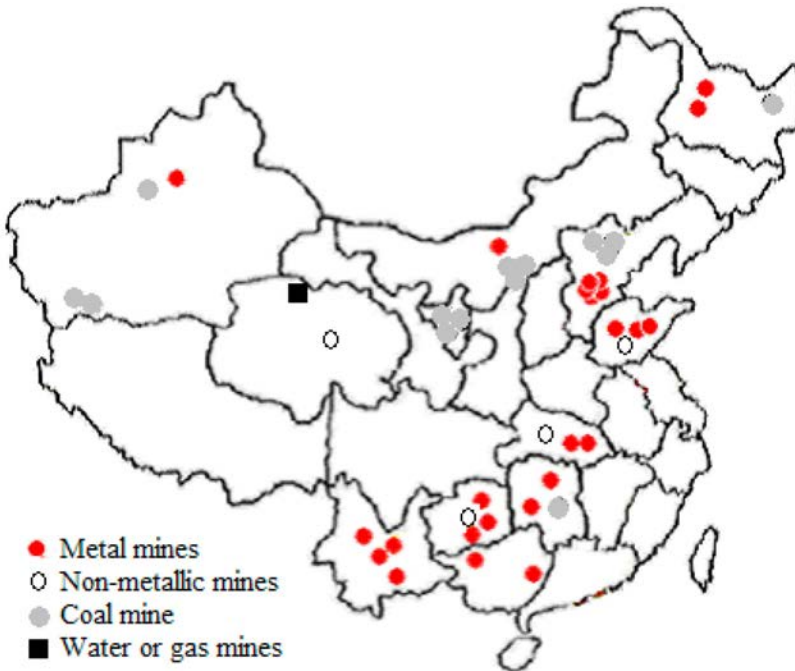 Metal mines
Non-metallic mines
Coal mine
Water or gas mines